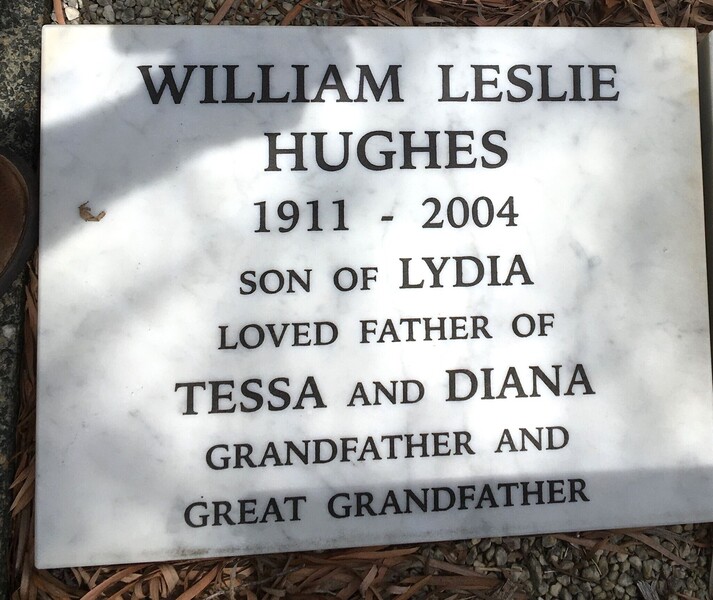 WILLIAM LESLIE
HUGHES
1911 - 2004
SON OF LYDIA
LOVED FATHER OF
TESSA AND DIANA
GRANDFATHER AND
GREAT GRANDFATHER